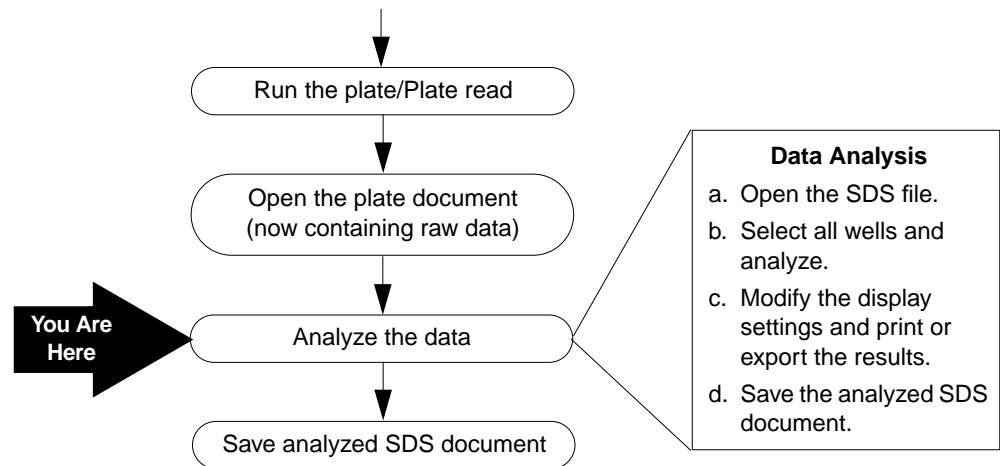 Run the plate/Plate read
Open the plate document
(now containing raw data)
You Are
Here
Analyze the data
Save analyzed SDS document
Data Analysis
a. Open the SDS file.
b. Select all wells and
analyze.
c. Modify the display
settings and print or
export the results.
d. Save the analyzed SDS
document.